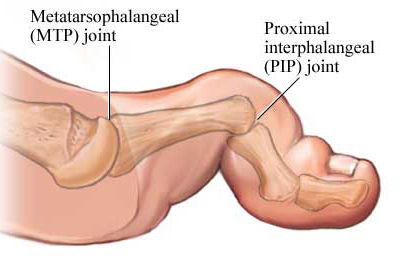 Metatarsophalangeal
(MTP) joint
Proximal
interphalangeal
(PIP) joint